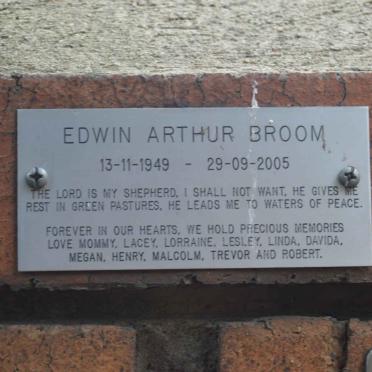 EDWIN ARTHUR BROOM
13-11-1949 - 29-09-2005
THE LORD IS MY SHEPHERD, I SHALL NOT WANT, HE GIVES ME
REST IN GREEN PASTURES, HE LEADS ME TO WATERS OF PEACE.
FOREVER IN OUR HEARTS, WE HOLD PRECIOUS MEMORIES
LOVE MOMMY, LACEY, LORRAINE, LESLEY, LINDA, DAVIDA,
MEGAN, HENRY, MALCOLM, TREVOR AND ROBERT.